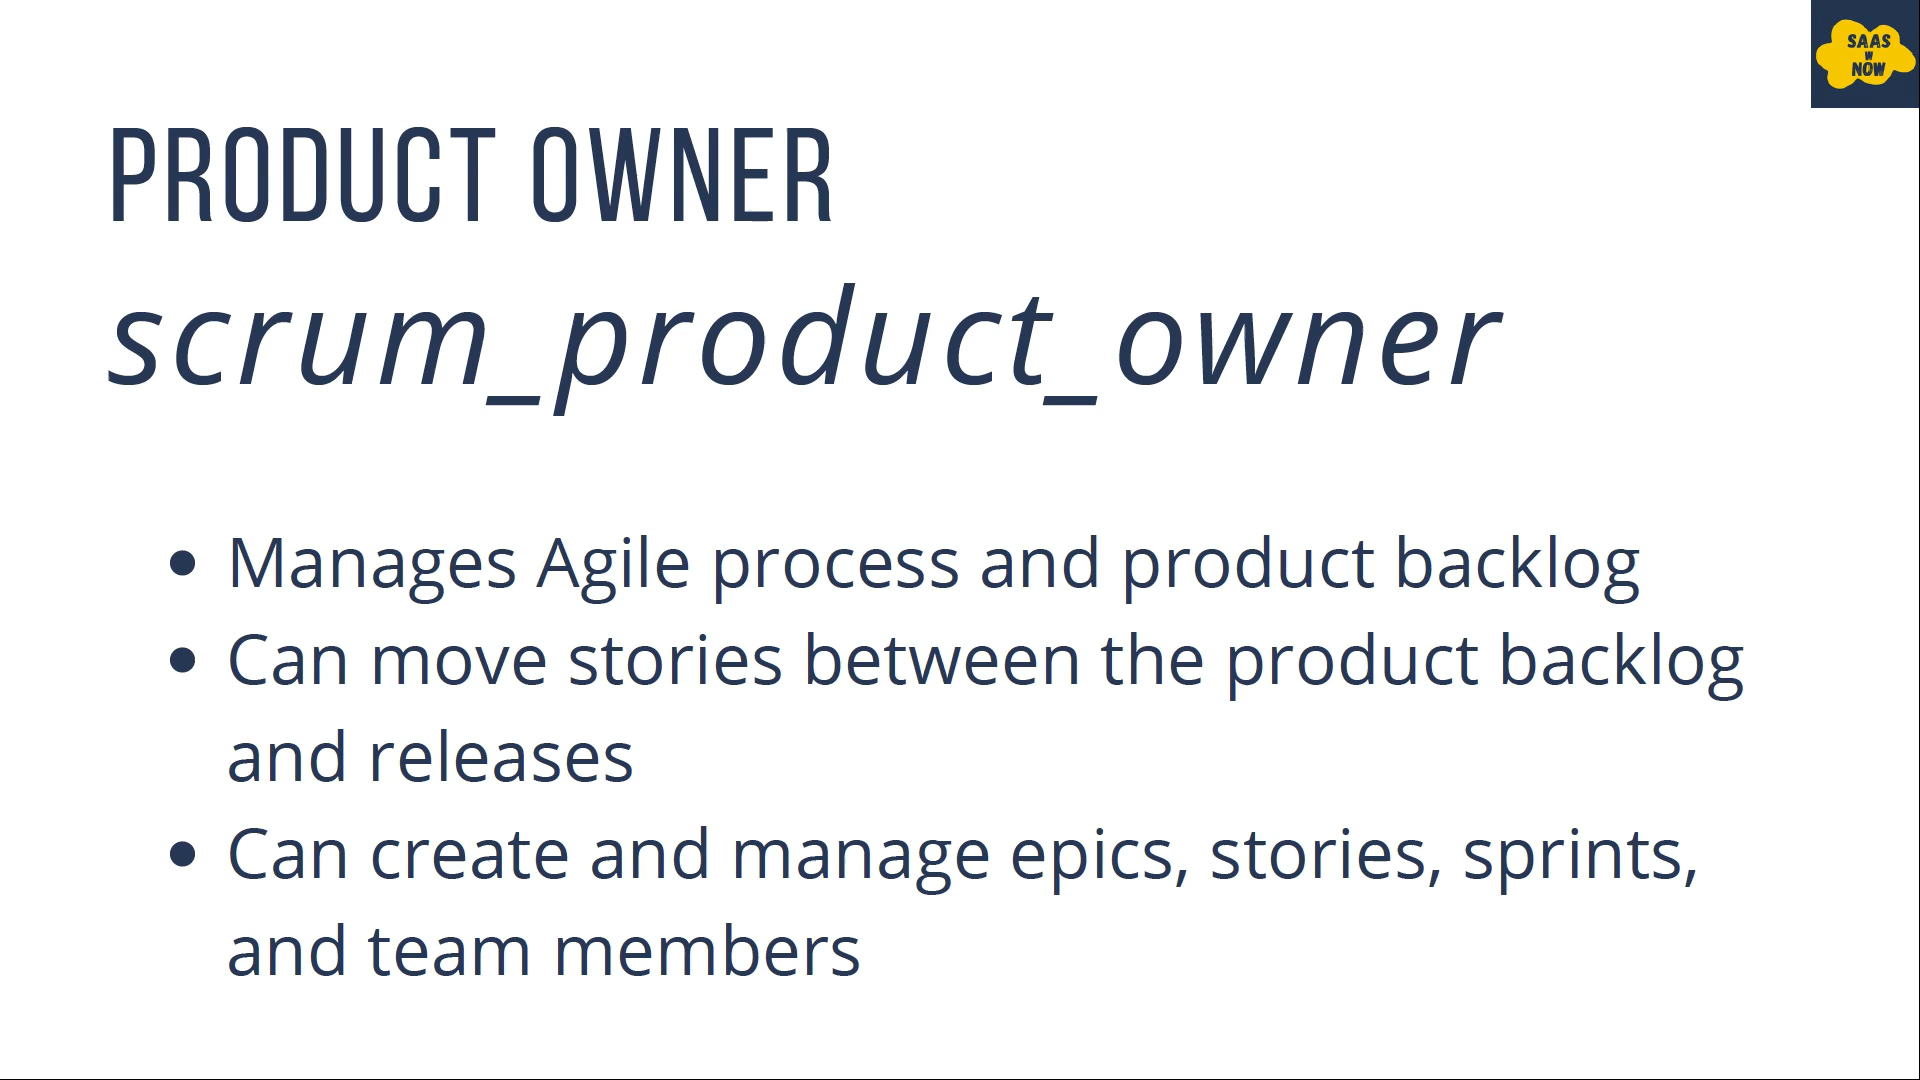 SAAS
W
NOW
PRODUCT OWNER
scrum_product_owner
• Manages Agile process and product backlog
• Can move stories between the product backlog
and releases
• Can create and manage epics, stories, sprints,
and team members